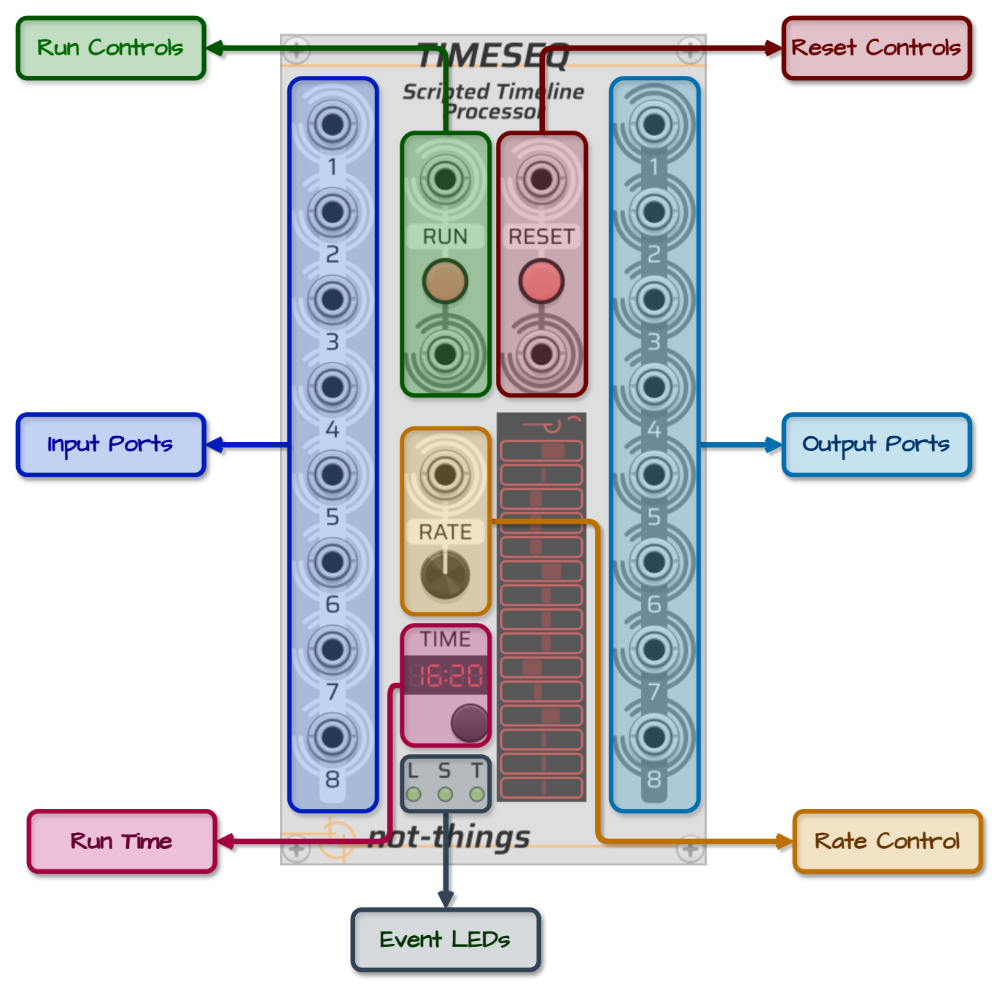 Run Controls
Reset Controls
TIMESEQ
Scripted Timeline
Processor
1
2
3
4
5
6
7
8
RUN
RESET
1
2
3
4
5
6
7
8
Input Ports
Output Ports
RATE
TIME
16:20
L S T
not-things
Run Time
Rate Control
Event LEDs